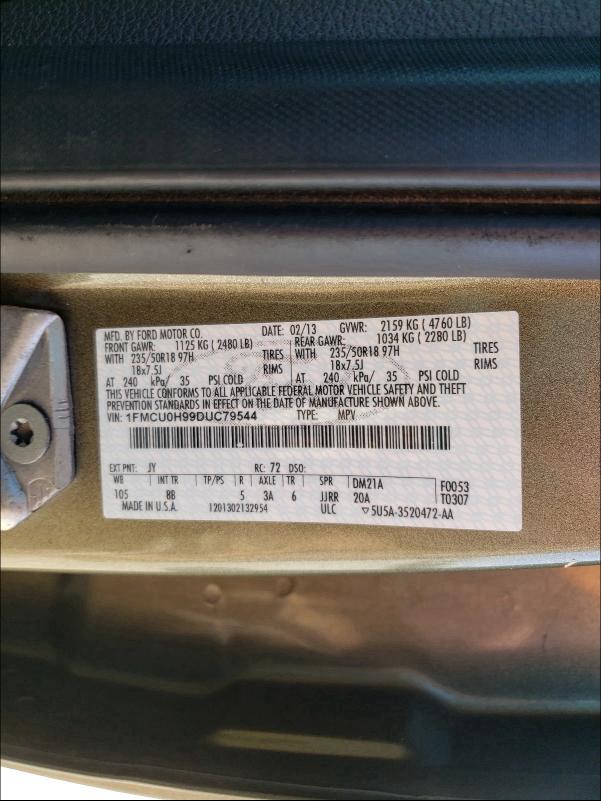 MFD. BY FORD MOTOR CO. DATE: 02/13 GVWR: 2159 KG ( 4760 LB)
FRONT GAWR: 1125 KG ( 2480 LB) REAR GAWR: 1034 KG ( 2280 LB)
WITH 235/50R18 97H TIRES WITH 235/50R18 97H TIRES
18x7.5J RIMS 18x7.5J RIMS
AT 240 kPa/ 35 PSI COLD AT 240 kPa/ 35 PSI COLD
THIS VEHICLE CONFORMS TO ALL APPLICABLE FEDERAL MOTOR VEHICLE SAFETY AND THEFT
PREVENTION STANDARDS IN EFFECT ON THE DATE OF MANUFACTURE SHOWN ABOVE.
VIN: 1FMCU0H99DUC79544 TYPE: MPV
EXT PNT: JY RC: 72 DSO:
WB INT TR TP/PS R AXLE TR SPR DM21A F0053
105 8B 5 3A 6 JJRR 20A T0307
MADE IN U.S.A. 1201302132954 ULC ▽5U5A-3520472-AA